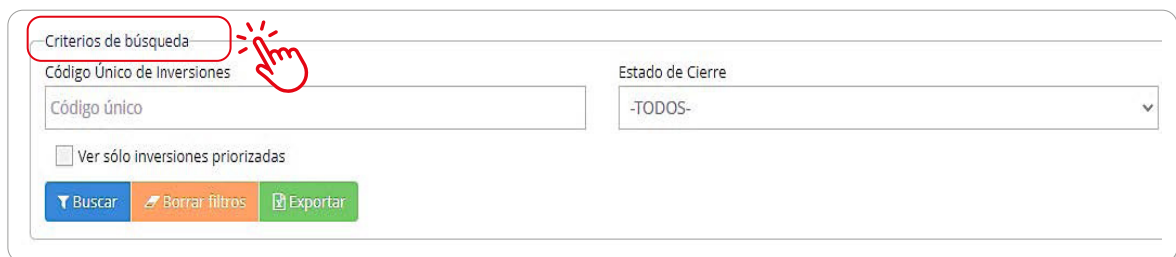 Criterios de búsqueda
Código Único de Inversiones
Estado de Cierre
Código único
-TODOS-
Ver sólo inversiones priorizadas
Buscar
Borrar filtros
Exportar